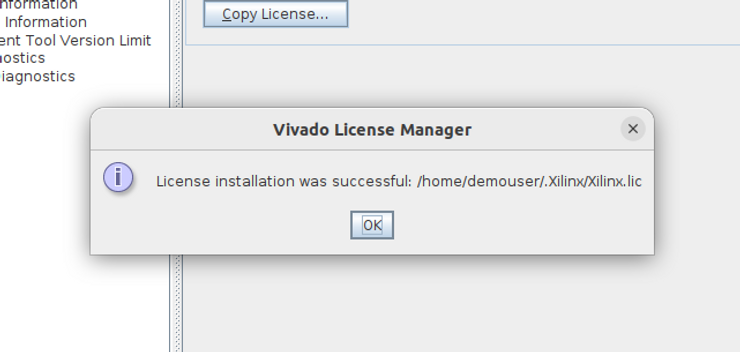 nformation
Information
ent Tool Version Limit
nostics
iagnostics
Copy License...
Vivado License Manager
License installation was successful: /home/demouser/.Xilinx/Xilinx.lic
OK